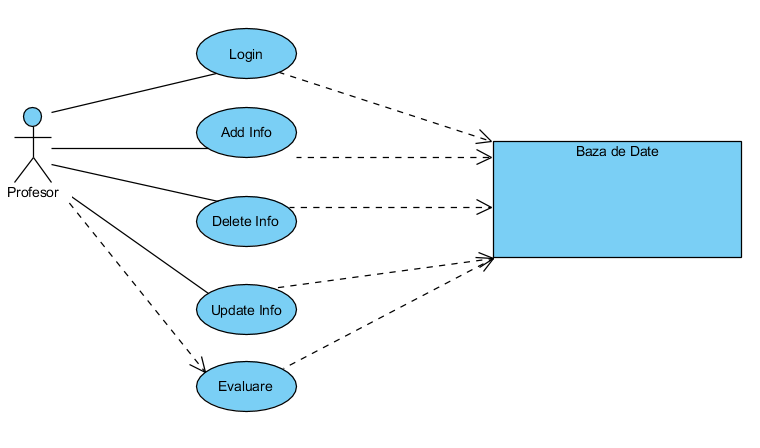 Login
Add Info
Baza de Date
Profesor
Delete Info
Update Info
Evaluare